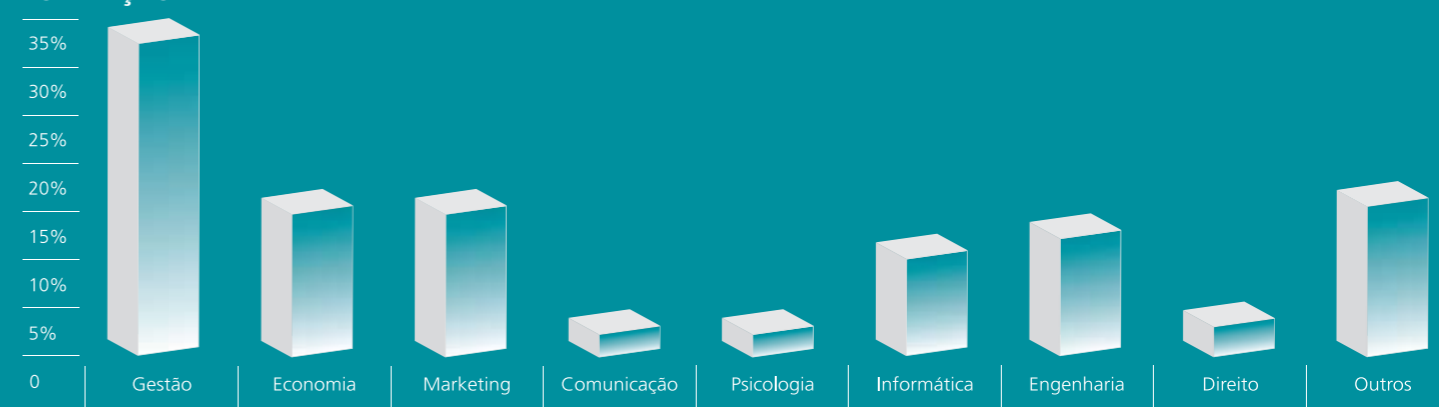 35%
30%
25%
20%
15%
10%
5%
0
Gestão
Economia
Marketing
Comunicação
Psicologia
Informática
Engenharia
Direito
Outros